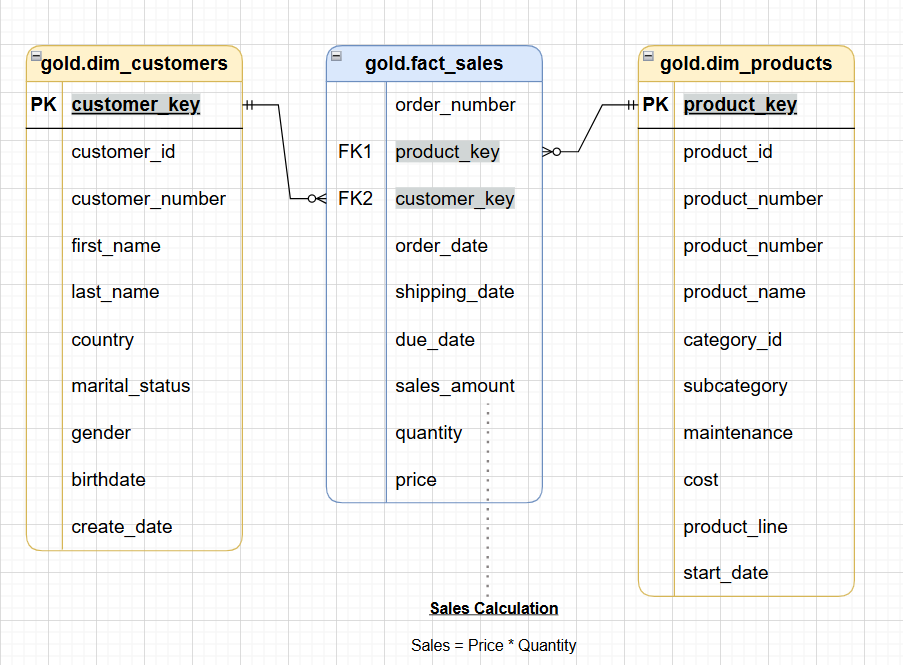 gold.dim_customers
PK customer_key
customer_id
customer_number
first_name
last_name
country
marital_status
gender
birthdate
create_date
gold.fact_sales
order_number
FK1 product_key
FK2 customer_key
order_date
shipping_date
due_date
sales_amount
quantity
price
gold.dim_products
PK product_key
product_id
product_number
product_number
product_name
category_id
subcategory
maintenance
cost
product_line
start_date
Sales Calculation
Sales = Price * Quantity